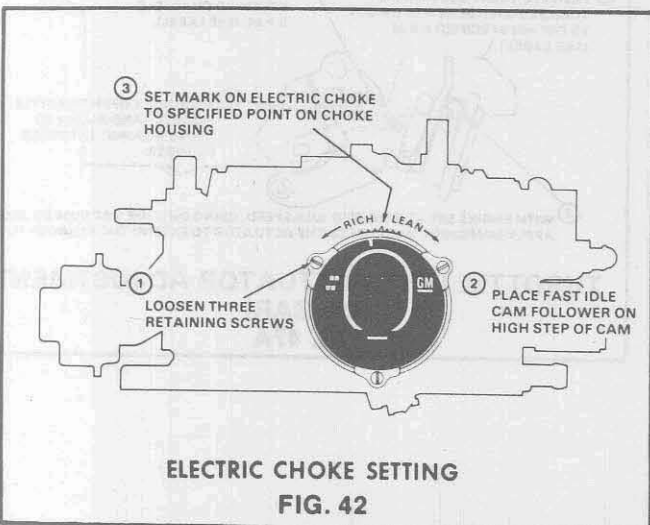 ③ SET MARK ON ELECTRIC CHOKE
TO SPECIFIED POINT ON CHOKE
HOUSING
RICH LEAN
GM
①
LOOSEN THREE
RETAINING SCREWS
② PLACE FAST IDLE
CAM FOLLOWER ON
HIGH STEP OF CAM
ELECTRIC CHOKE SETTING
FIG. 42